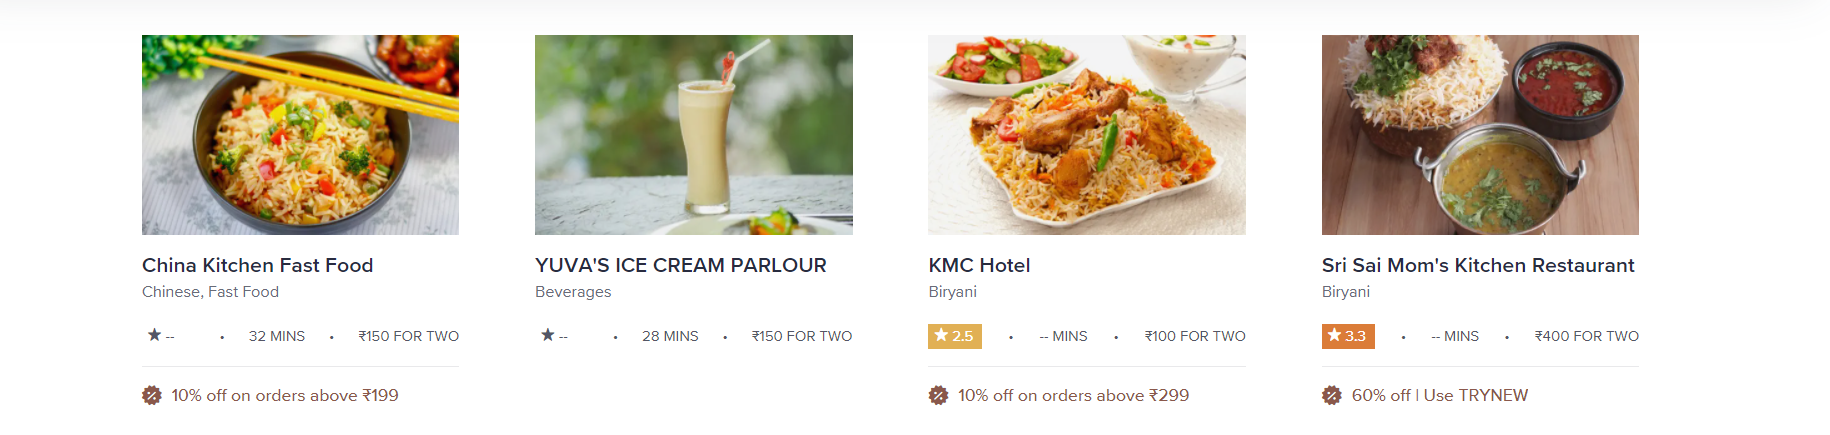 China Kitchen Fast Food
Chinese, Fast Food
★ -- • 32 MINS • ₹150 FOR TWO
10% off on orders above ₹199
YUVA'S ICE CREAM PARLOUR
Beverages
★ -- • 28 MINS • ₹150 FOR TWO
KMC Hotel
Biryani
★ 2.5 • -- MINS • ₹100 FOR TWO
10% off on orders above ₹299
Sri Sai Mom's Kitchen Restaurant
Biryani
★ 3.3 • -- MINS • ₹400 FOR TWO
60% off | Use TRYNEW